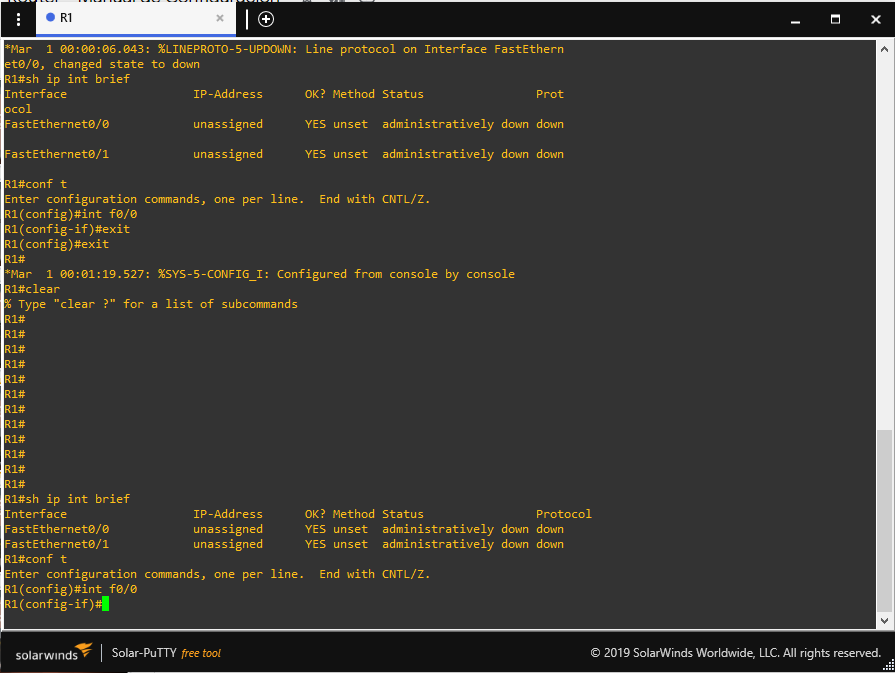 R1
*Mar  1 00:00:06.043: %LINEPROTO-5-UPDOWN: Line protocol on Interface FastEthern
et0/0, changed state to down
R1#sh ip int brief
Interface                  IP-Address      OK? Method Status                Prot
ocol
FastEthernet0/0            unassigned      YES unset  administratively down down
FastEthernet0/1            unassigned      YES unset  administratively down down
R1#conf t
Enter configuration commands, one per line.  End with CNTL/Z.
R1(config)#int f0/0
R1(config-if)#exit
R1(config)#exit
R1#
*Mar  1 00:01:19.527: %SYS-5-CONFIG_I: Configured from console by console
R1#clear
% Type "clear ?" for a list of subcommands
R1#
R1#
R1#
R1#
R1#
R1#
R1#
R1#
R1#
R1#
R1#
R1#
R1#sh ip int brief
Interface                  IP-Address      OK? Method Status                Protocol
FastEthernet0/0            unassigned      YES unset  administratively down down
FastEthernet0/1            unassigned      YES unset  administratively down down
R1#conf t
Enter configuration commands, one per line.  End with CNTL/Z.
R1(config)#int f0/0
R1(config-if)#
solarwinds Solar-PuTTY free tool © 2019 SolarWinds Worldwide, LLC. All rights reserved.